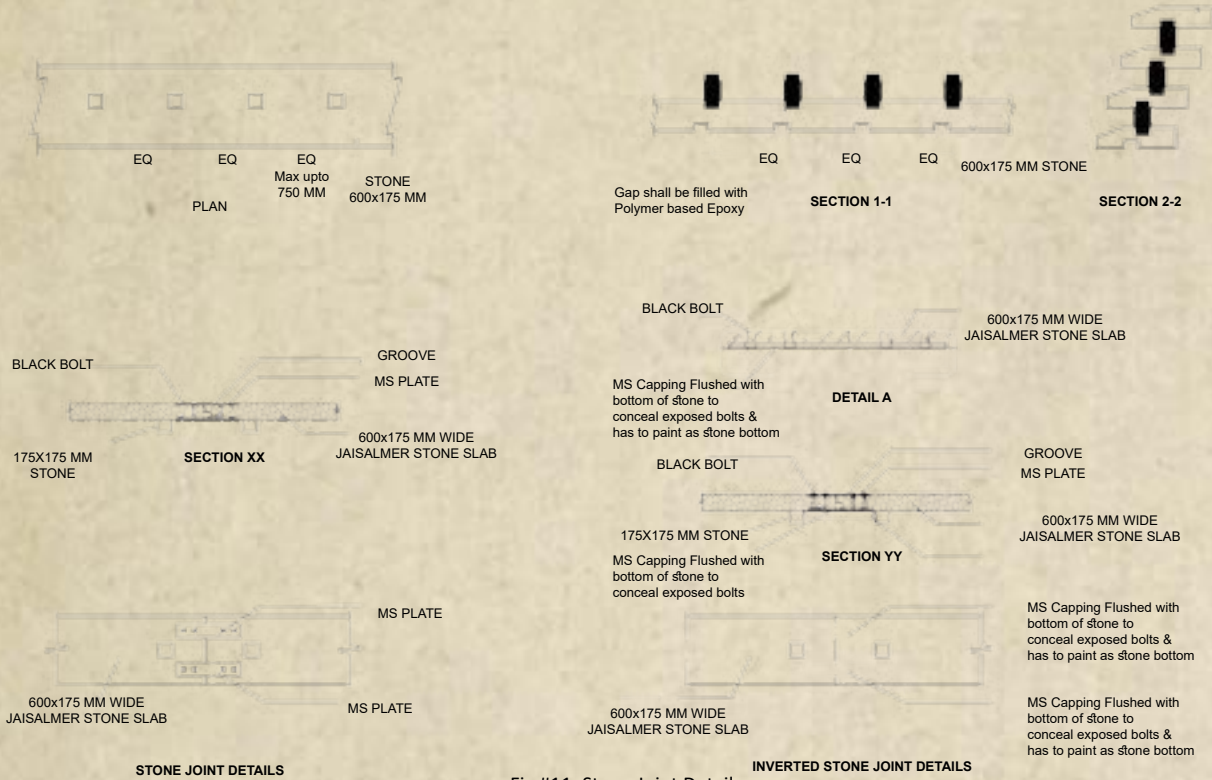 EQ
EQ
EQ
Max upto
750 MM
STONE
600x175 MM
PLAN
EQ
EQ
EQ
600x175 MM STONE
Gap shall be filled with
Polymer based Epoxy
SECTION 1-1
SECTION 2-2
BLACK BOLT
600x175 MM WIDE
JAISALMER STONE SLAB
MS Capping Flushed with
bottom of stone to
conceal exposed bolts &
has to paint as stone bottom
DETAIL A
BLACK BOLT
GROOVE
MS PLATE
175X175 MM
STONE
SECTION XX
600x175 MM WIDE
JAISALMER STONE SLAB
BLACK BOLT
GROOVE
MS PLATE
175X175 MM STONE
600x175 MM WIDE
JAISALMER STONE SLAB
MS Capping Flushed with
bottom of stone to
conceal exposed bolts
SECTION YY
MS PLATE
600x175 MM WIDE
JAISALMER STONE SLAB
MS PLATE
STONE JOINT DETAILS
MS Capping Flushed with
bottom of stone to
conceal exposed bolts &
has to paint as stone bottom
600x175 MM WIDE
JAISALMER STONE SLAB
MS Capping Flushed with
bottom of stone to
conceal exposed bolts &
has to paint as stone bottom
INVERTED STONE JOINT DETAILS